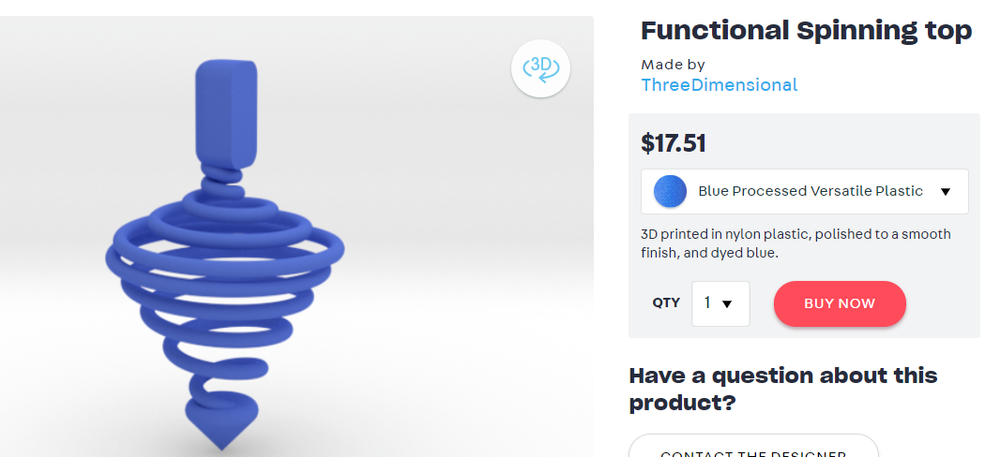 3D
Functional Spinning top
Made by
ThreeDimensional
$17.51
Blue Processed Versatile Plastic
3D printed in nylon plastic, polished to a smooth
finish, and dyed blue.
QTY 1 BUY NOW
Have a question about this
product?
CONTACT THE DESIGNER